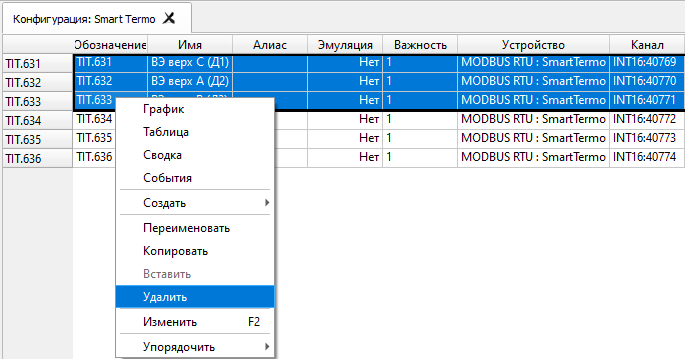 Конфигурация: Smart Termo
Обозначение Имя Алиас Эмуляция Важность Устройство Канал
TIT.631 TIT.631 ВЭ верх C (Д1) Нет 1 MODBUS RTU : SmartTermo INT16:40769
TIT.632 TIT.632 ВЭ верх A (Д2) Нет 1 MODBUS RTU : SmartTermo INT16:40770
TIT.633 TIT.633 Нет 1 MODBUS RTU : SmartTermo INT16:40771
TIT.634 TIT.634 Нет 1 MODBUS RTU : SmartTermo INT16:40772
TIT.635 TIT.635 Нет 1 MODBUS RTU : SmartTermo INT16:40773
TIT.636 TIT.636 Нет 1 MODBUS RTU : SmartTermo INT16:40774
График
Таблица
Сводка
События
Создать
Переименовать
Копировать
Вставить
Удалить
Изменить F2
Упорядочить